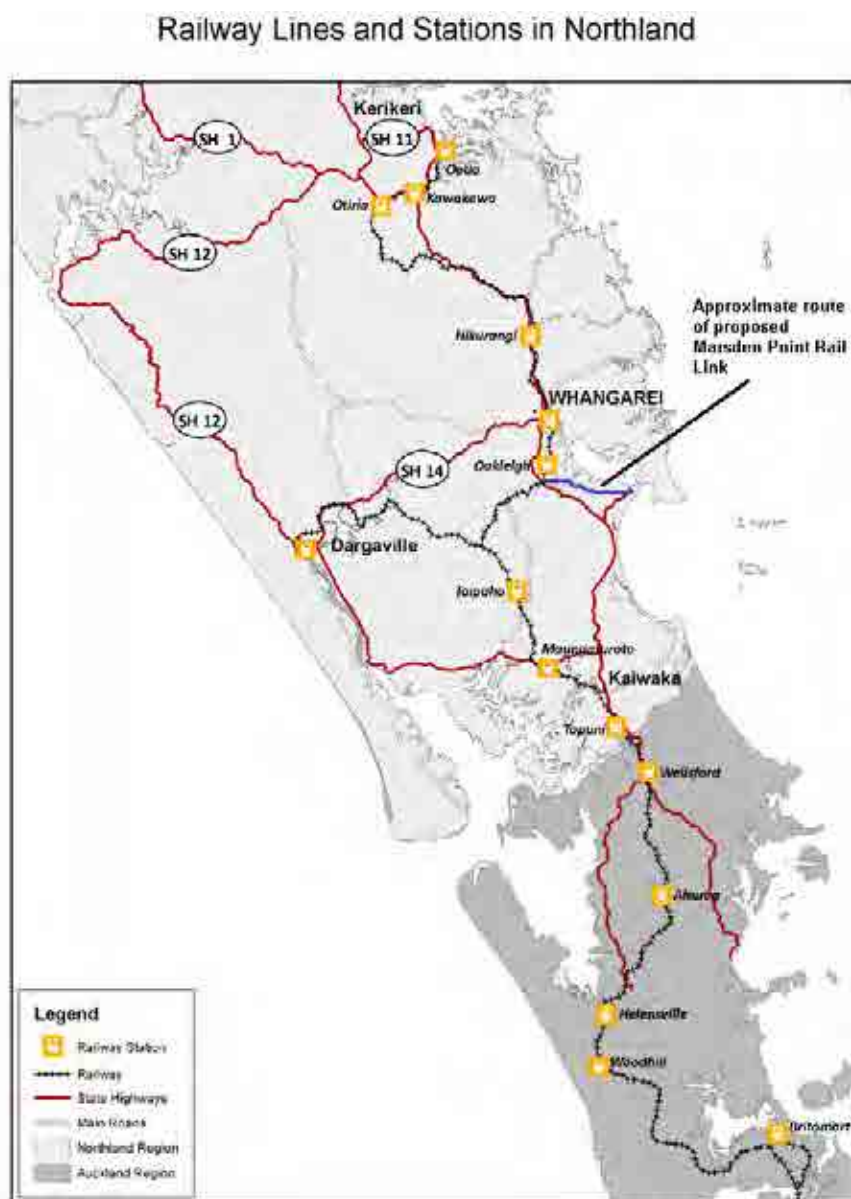 Railway Lines and Stations in Northland
Kerikeri
SH 1
SH 11
Opua
Kawakawa
Otiria
SH 12
Approximate route
of proposed
Marsden Point Rail
Link
Hikurangi
WHANGAREI
SH 12
SH 14
Oakleigh
Dargaville
Maungaturoto
Kaiwaka
Topuni
Wellsford
Ahuroa
Helensville
Woodhill
Britomart
Legend
Railway Station
Railway
State Highways
Main Roads
Northland Region
Auckland Region